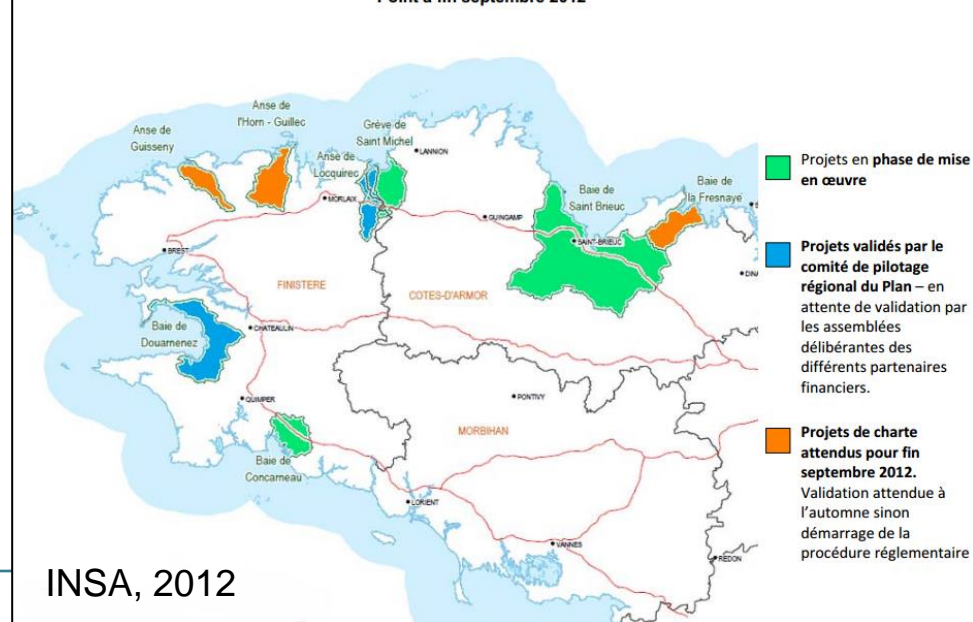 Point à fin septembre 2012
Anse de
Guisseny
Anse de
l'Horn - Guillec
Anse de
Locquirec
Grève de
Saint Michel
LANNION
MORLAIX
GUINGAMP
Baie de
Saint Brieuc
SAINT-BRIEUC
Baie de
la Fresnaye
DINA
BREST
FINISTERE
COTES-D'ARMOR
Baie de
Douarnenez
CHATEAULIN
QUIMPER
PONTIVY
MORBIHAN
Baie de
Concarneau
LORIENT
VANNES
REDON
Projets en phase de mise
en œuvre
Projets validés par le
comité de pilotage
régional du Plan – en
attente de validation par
les assemblées
délibérantes des
différents partenaires
financiers.
Projets de charte
attendus pour fin
septembre 2012.
Validation attendue à
l'automne sinon
démarrage de la
procédure réglementaire
INSA, 2012